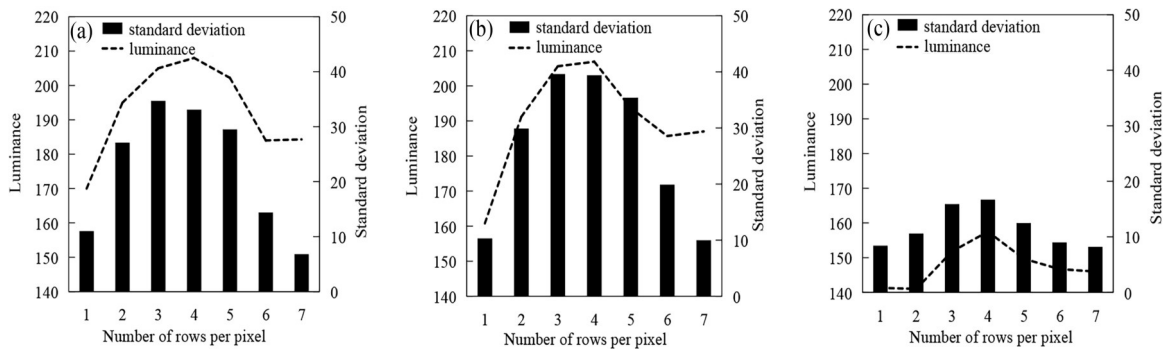 (a)
standard deviation
luminance
220
210
200
190
180
170
160
150
140
Luminance
50
40
30
20
10
0
Standard deviation
1 2 3 4 5 6 7
Number of rows per pixel
(b)
standard deviation
luminance
220
210
200
190
180
170
160
150
140
Luminance
50
40
30
20
10
0
Standard deviation
1 2 3 4 5 6 7
Number of rows per pixel
(c)
standard deviation
luminance
220
210
200
190
180
170
160
150
140
Luminance
50
40
30
20
10
0
Standard deviation
1 2 3 4 5 6 7
Number of rows per pixel